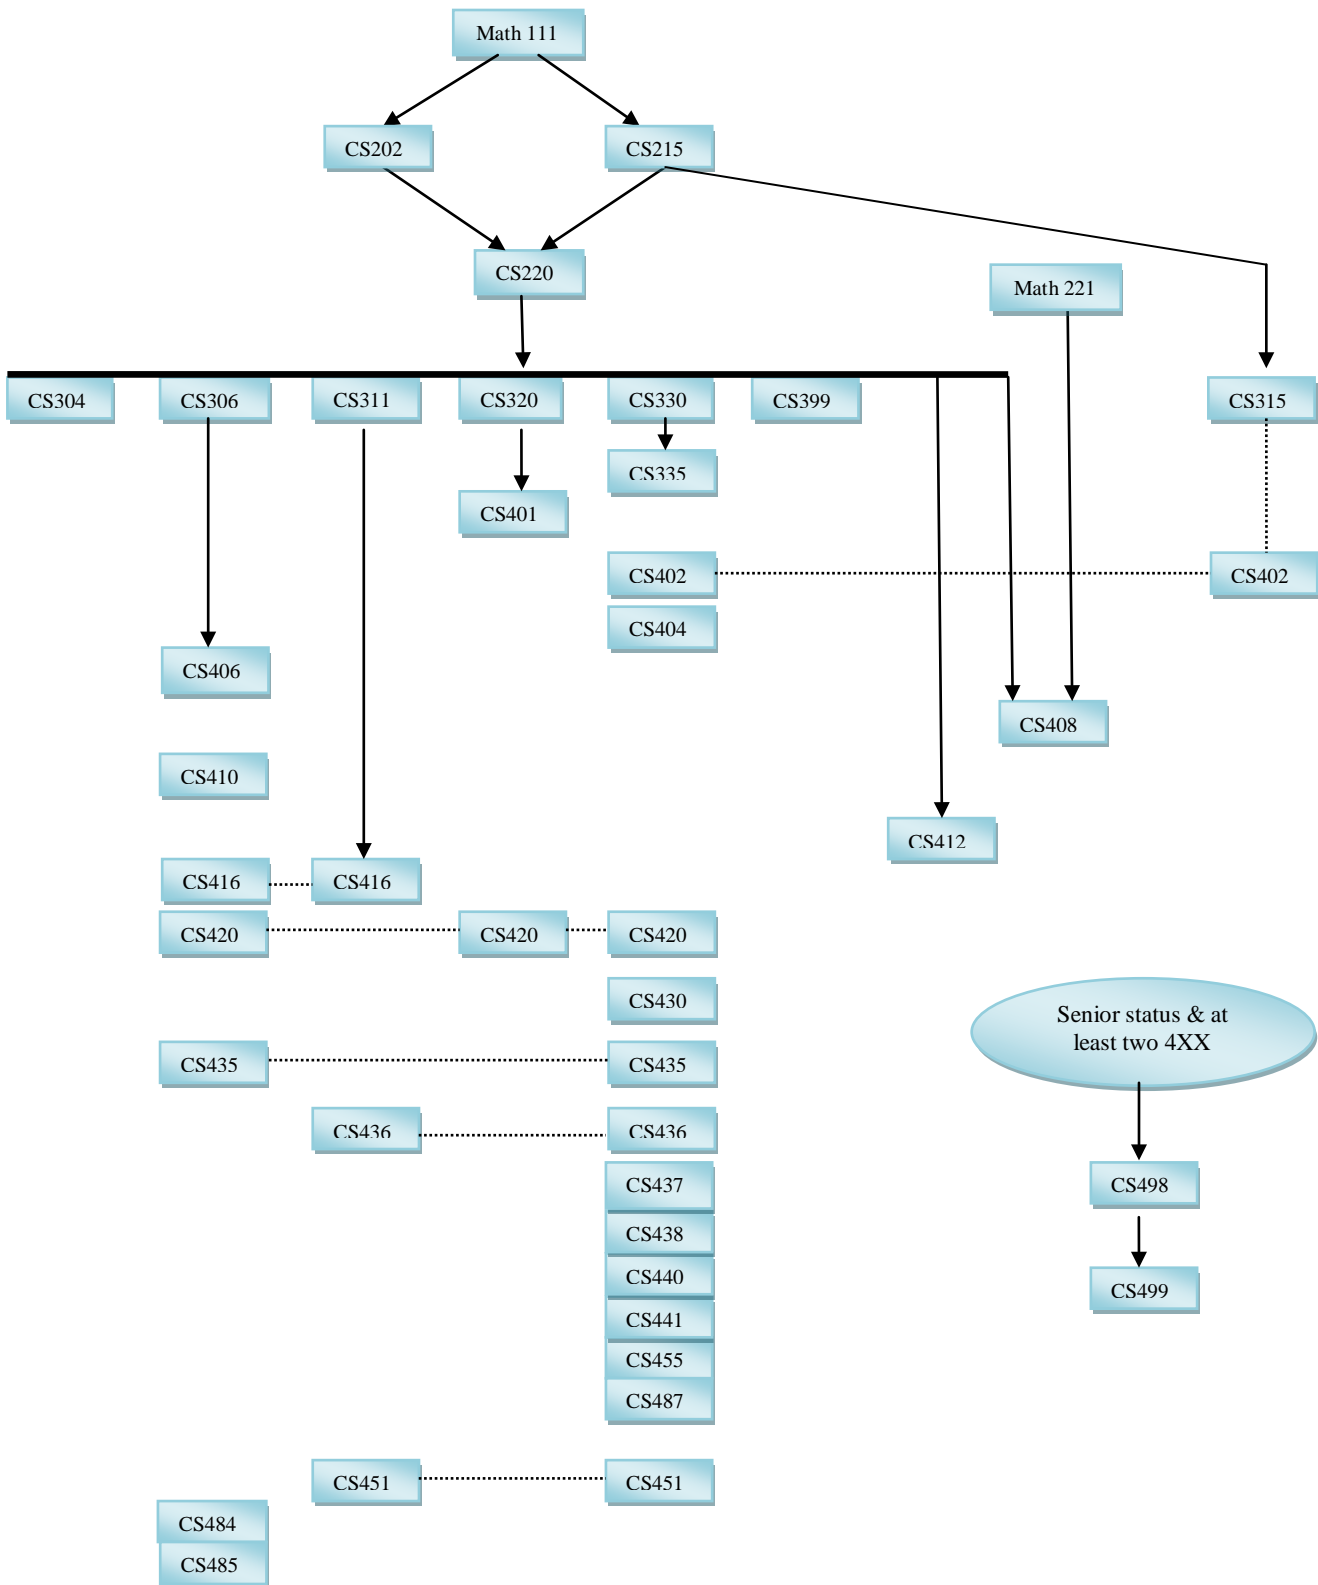 Math 111
CS202
CS215
CS220
Math 221
CS304
CS306
CS311
CS320
CS330
CS399
CS315
CS335
CS401
CS402
CS402
CS404
CS406
CS408
CS410
CS412
CS416
CS416
CS420
CS420
CS420
CS430
Senior status & at
least two 4XX
CS435
CS435
CS436
CS436
CS437
CS498
CS438
CS440
CS499
CS441
CS455
CS487
CS451
CS451
CS484
CS485